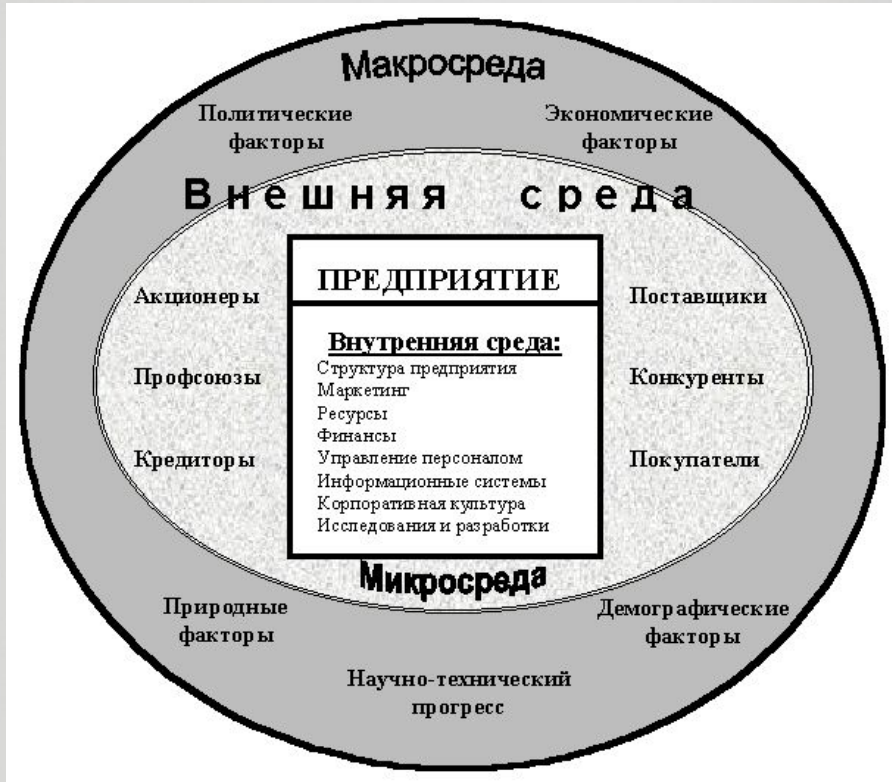 Макросреда
Политические
факторы
Экономические
факторы
Внешняя среда
ПРЕДПРИЯТИЕ
Внутренняя среда:
Структура предприятия
Маркетинг
Ресурсы
Финансы
Управление персоналом
Информационные системы
Корпоративная культура
Исследования и разработки
Акционеры
Профсоюзы
Кредиторы
Поставщики
Конкуренты
Покупатели
Микросреда
Природные
факторы
Демографические
факторы
Научно-технический
прогресс